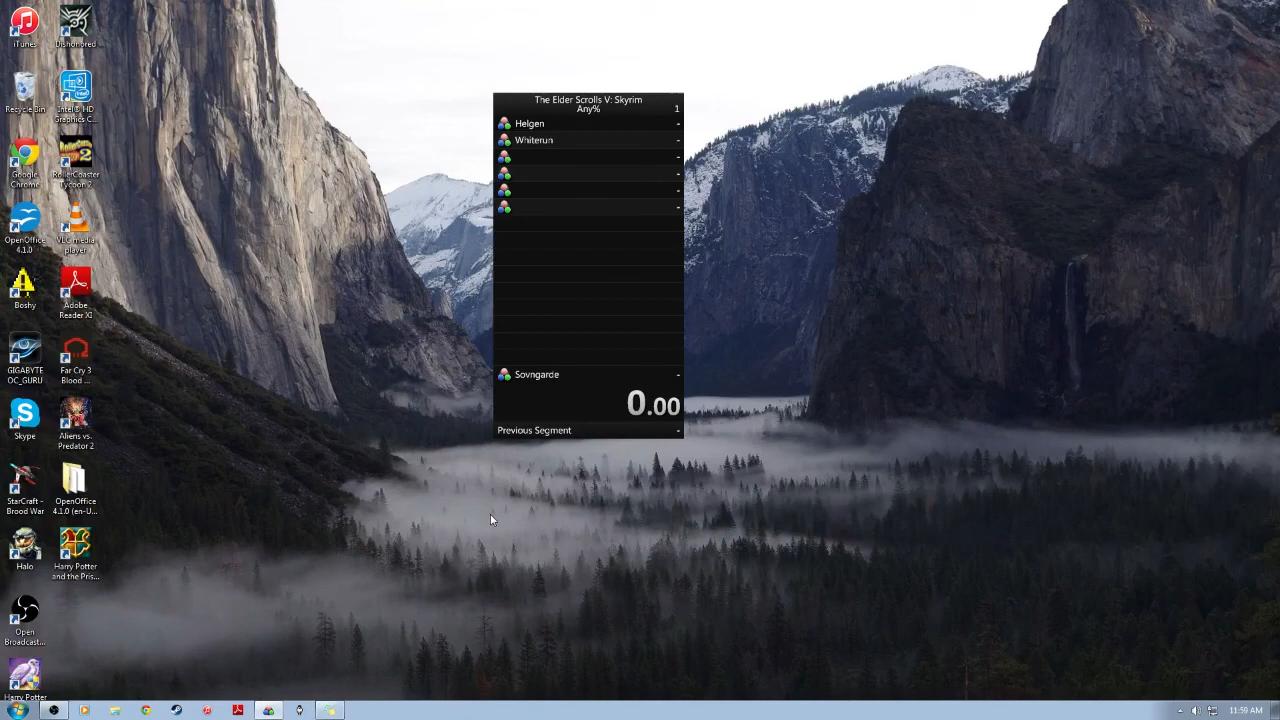 iTunes
Dishonored
Recycle Bin
Intel® HD
Graphics C...
Google
Chrome
RollerCoaster
Tycoon 2
OpenOffice
4.1.0
VLC media
player
Boshy
Adobe
Reader XI
GIGABYTE
OC_GURU
Far Cry 3
Blood ...
Skype
Aliens vs.
Predator 2
StarCraft -
Brood War
OpenOffice
4.1.0 (en-U...
Halo
Harry Potter
and the Pris...
Open
Broadcast...
Harry Potter
The Elder Scrolls V: Skyrim
Any% 1
Helgen -
Whiterun -
-
-
-
-
Sovngarde -
0.00
Previous Segment -
11:59 AM